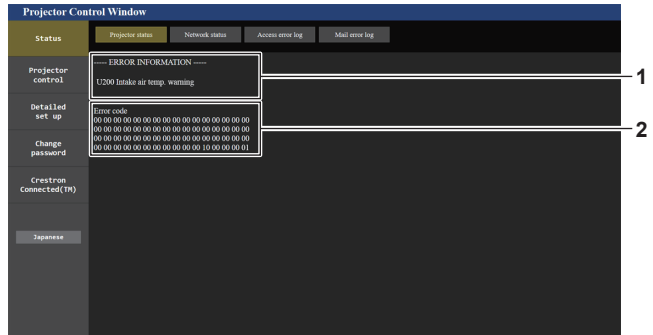 Projector Control Window
Status
Projector status
Network status
Access error log
Mail error log
----- ERROR INFORMATION -----
U200 Intake air temp. warning
1
Projector
control
Error code
00 00 00 00 00 00 00 00 00 00 00 00 00 00 00 00
00 00 00 00 00 00 00 00 00 00 00 00 00 00 00 00
00 00 00 00 00 00 00 00 00 00 00 00 00 00 00 00
00 00 00 00 00 00 00 00 00 00 00 10 00 00 00 01
2
Detailed
set up
Change
password
Crestron
Connected(TM)
Japanese